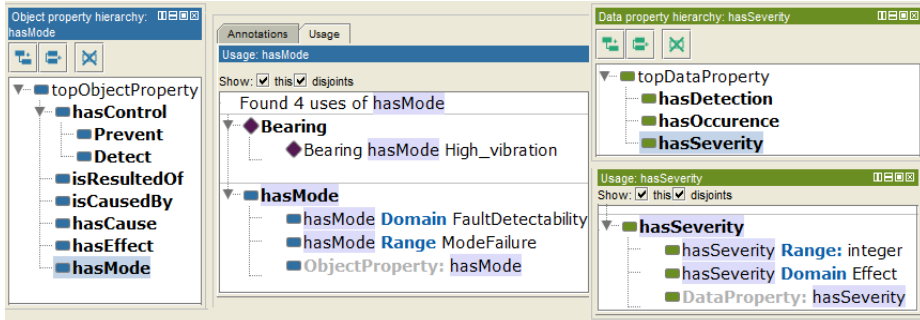 Object property hierarchy:
hasMode
topObjectProperty
hasControl
Prevent
Detect
isResultedOf
isCausedBy
hasCause
hasEffect
hasMode
Annotations Usage
Usage: hasMode
Show: this disjoints
Found 4 uses of hasMode
Bearing
Bearing hasMode High_vibration
hasMode
hasMode Domain FaultDetectability
hasMode Range ModeFailure
ObjectProperty: hasMode
Data property hierarchy: hasSeverity
topDataProperty
hasDetection
hasOccurence
hasSeverity
Usage: hasSeverity
Show: this disjoints
hasSeverity
hasSeverity Range: integer
hasSeverity Domain Effect
DataProperty: hasSeverity